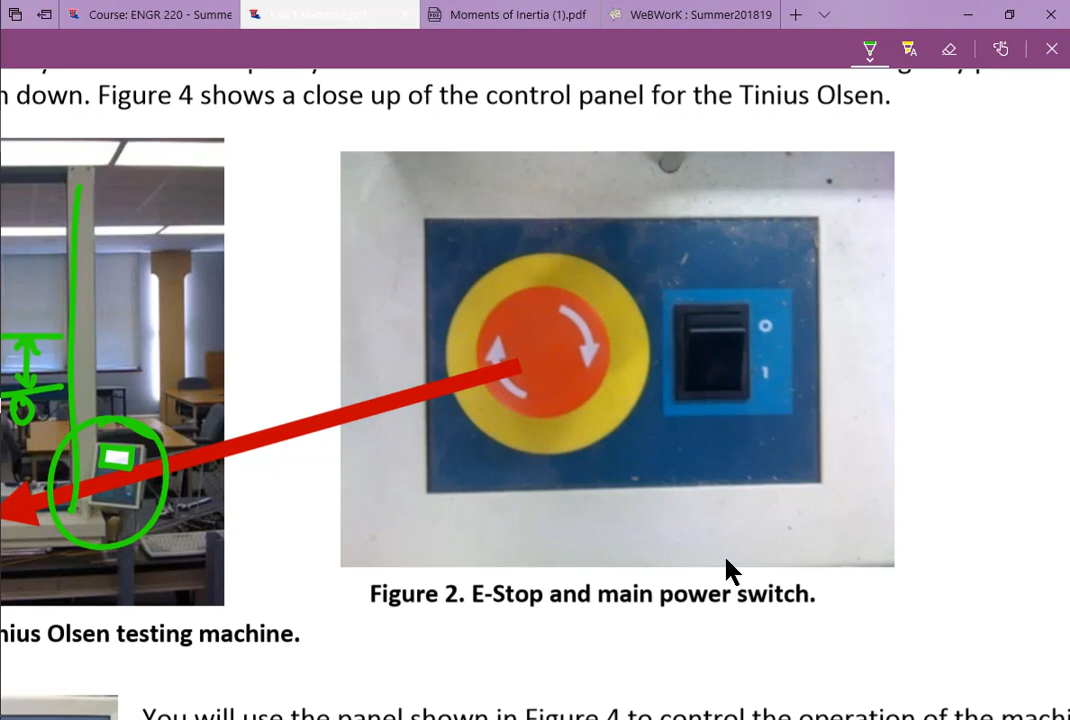 Course: ENGR 220 - Summe
Moments of Inertia (1).pdf
WeBWorK : Summer201819
n down. Figure 4 shows a close up of the control panel for the Tinius Olsen.
O
I
Figure 2. E-Stop and main power switch.
nius Olsen testing machine.
You will use the panel shown in Figure 4 to control the operation of the machi